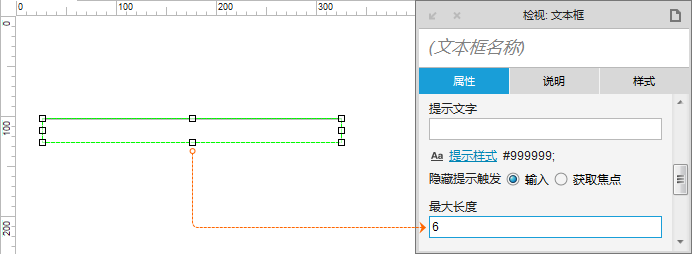 0
100
200
300
0
100
200
检视: 文本框
(文本框名称)
属性
说明
样式
提示文字
Aa 提示样式 #999999;
隐藏提示触发 输入 获取焦点
最大长度
6